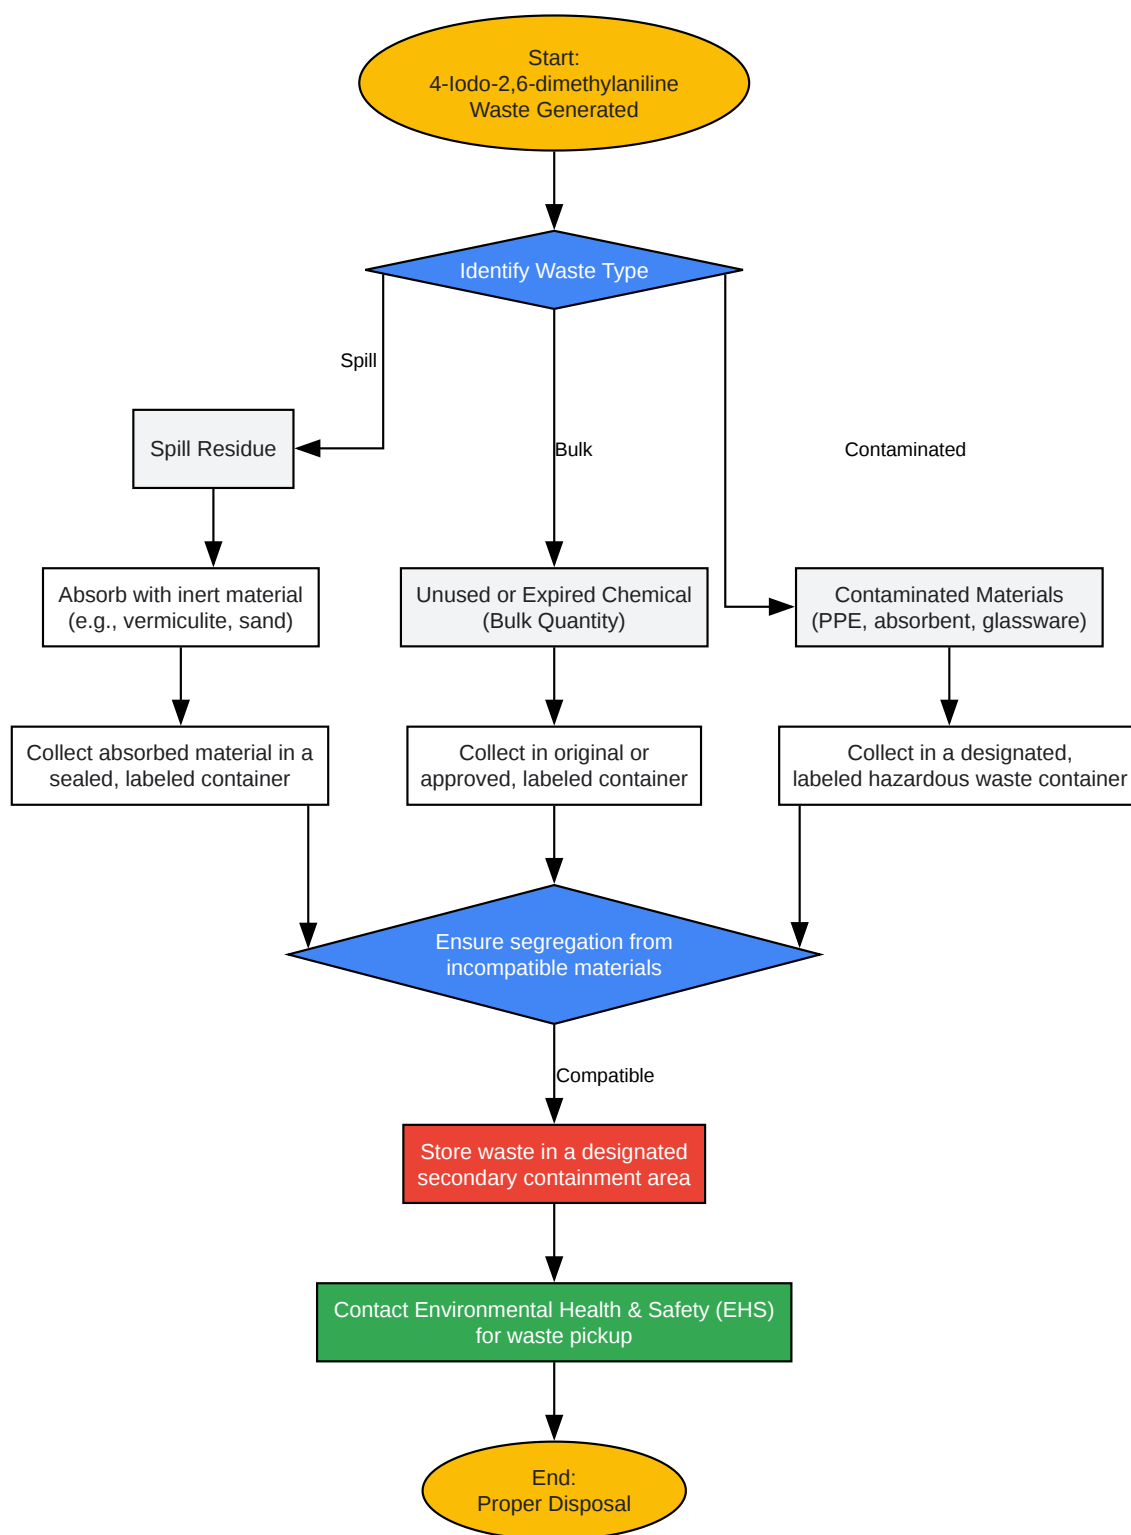 Start:
4-Iodo-2,6-dimethylaniline
Waste Generated
Identify Waste Type
Spill
Spill Residue
Bulk
Contaminated
Absorb with inert material
(e.g., vermiculite, sand)
Unused or Expired Chemical
(Bulk Quantity)
Contaminated Materials
(PPE, absorbent, glassware)
Collect absorbed material in a
sealed, labeled container
Collect in original or
approved, labeled container
Collect in a designated,
labeled hazardous waste container
Ensure segregation from
incompatible materials
Compatible
Store waste in a designated
secondary containment area
Contact Environmental Health & Safety (EHS)
for waste pickup
End:
Proper Disposal